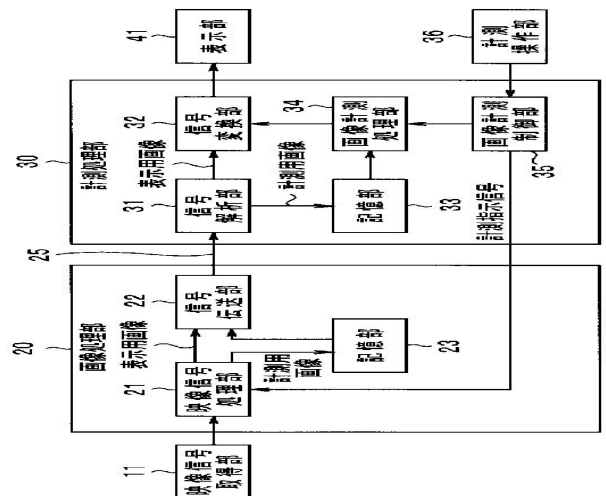 20
画像処理部
11
映像信号
取得部
21
映像信号
処理部
表示用画像
計測用
画像
22
信号
伝送部
記憶部
23
25
30
計測処理部
31
信号
解析部
表示用画像
計測用画像
32
信号
変換部
記憶部
33
34
画像計測
処理部
画像計測
制御部
35
計測指示信号
41
表示部
36
計測
操作部